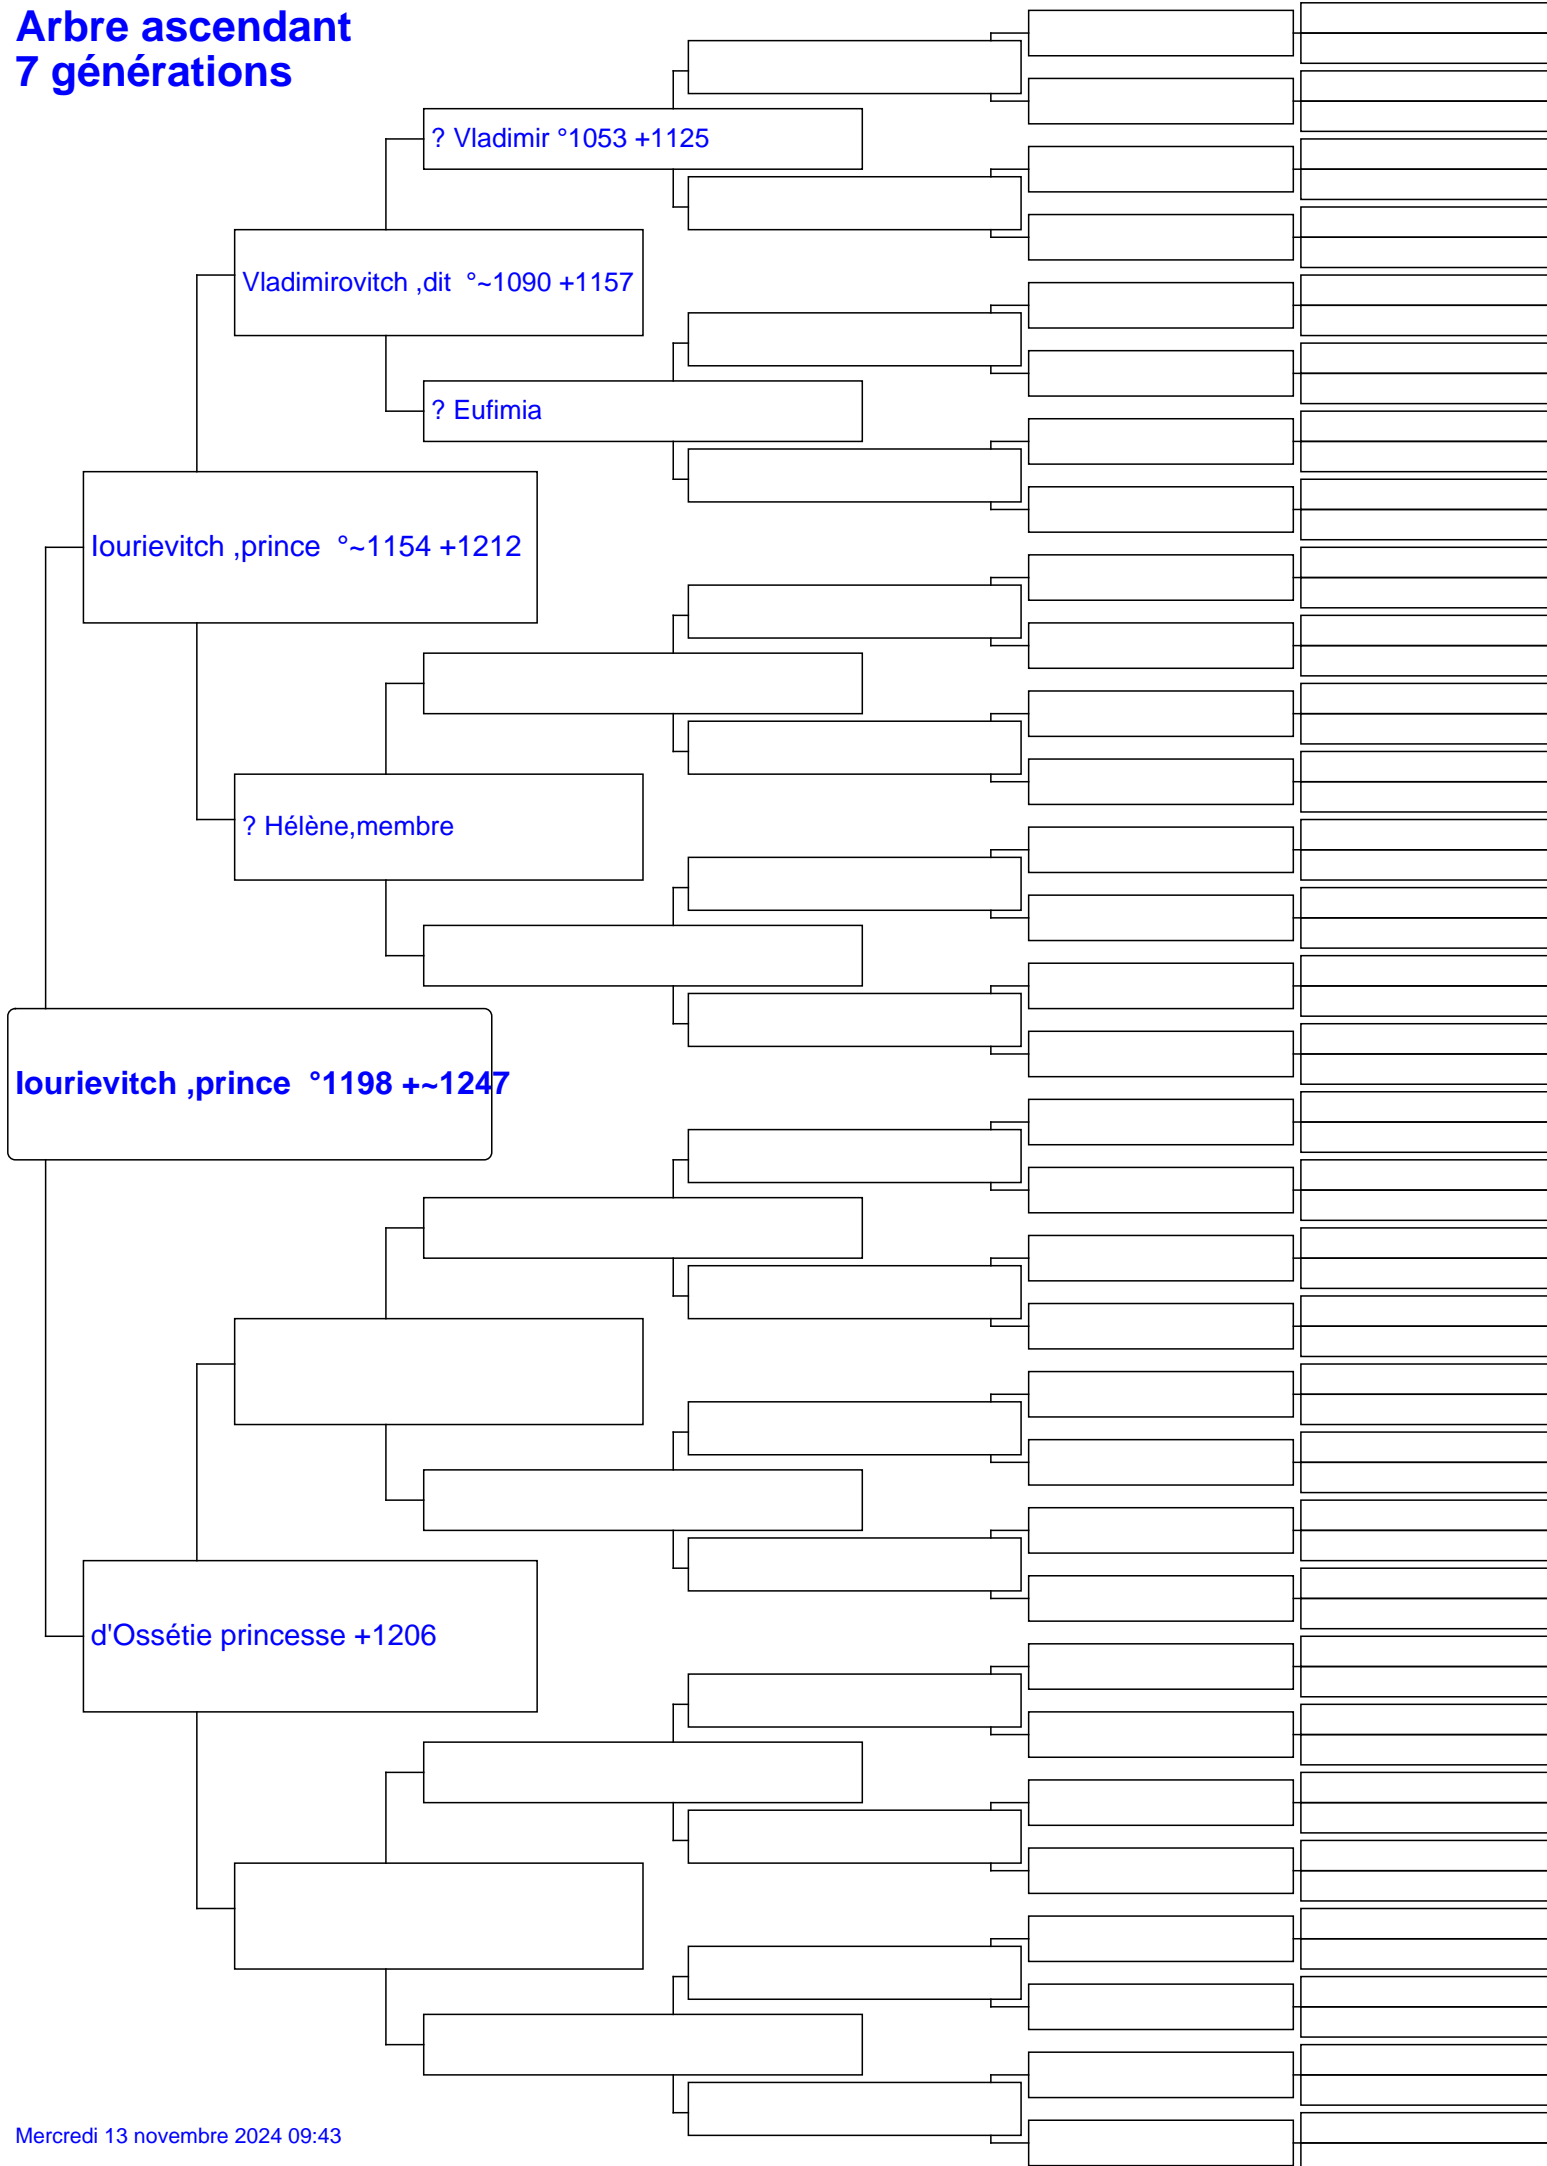 Arbre ascendant
7 générations
? Vladimir °1053 +1125
Vladimirovitch ,dit  °~1090 +1157
? Eufimia
Iourievitch ,prince  °~1154 +1212
? Hélène,membre
Iourievitch ,prince  °1198 +~1247
d'Ossétie princesse +1206
Mercredi 13 novembre 2024 09:43